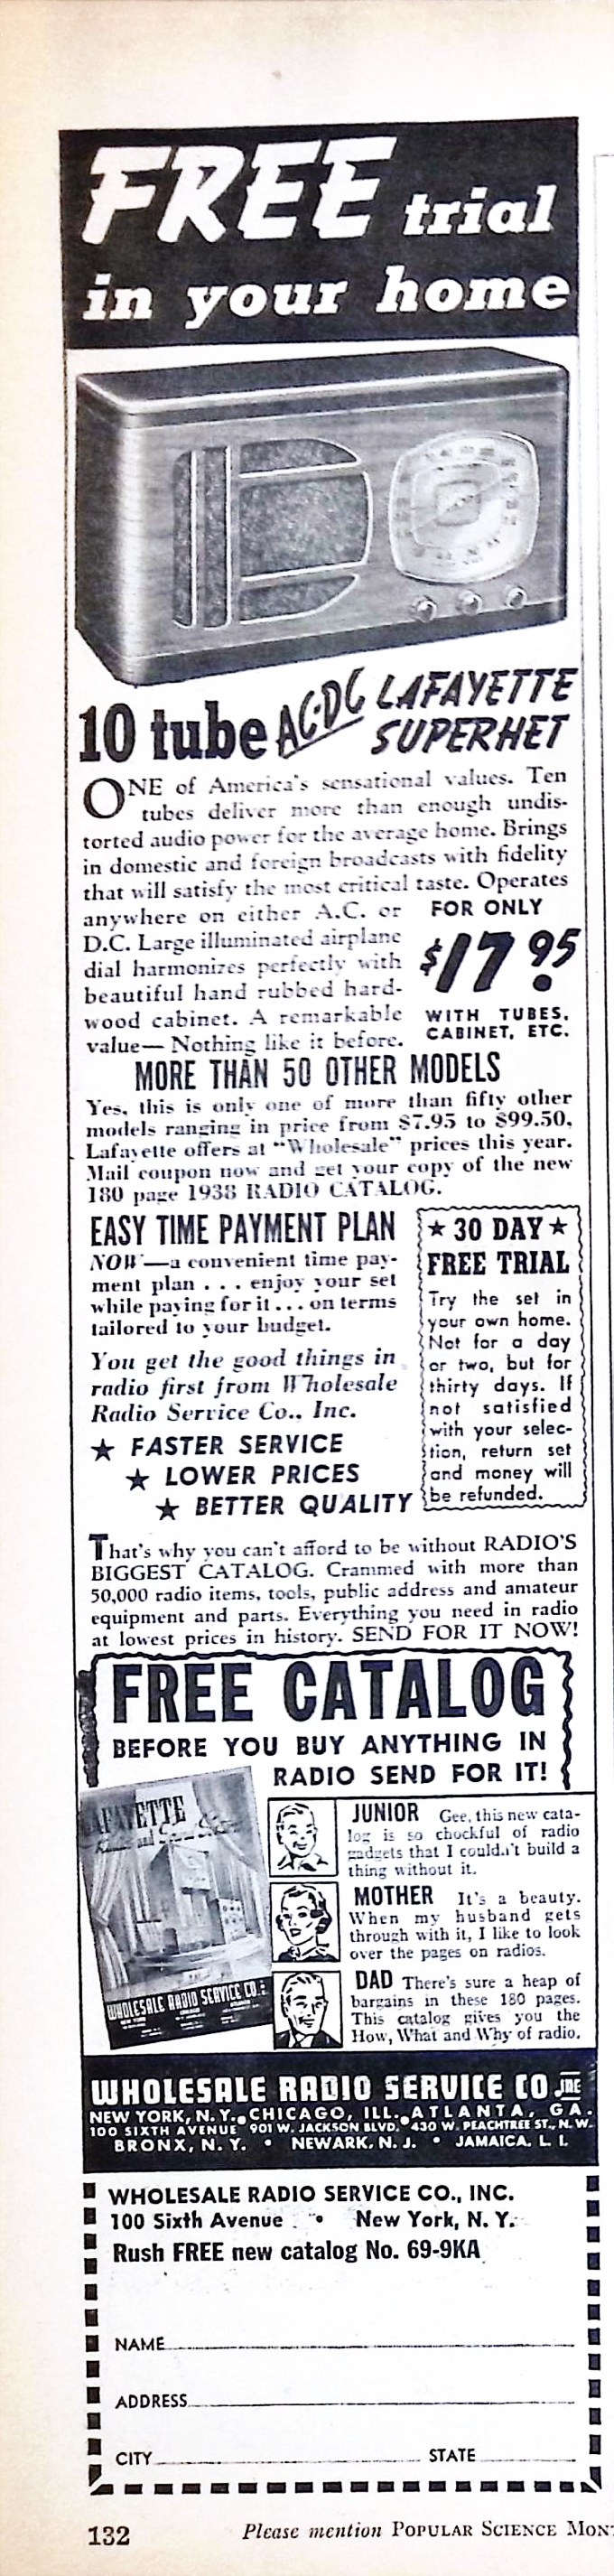 FREE trial
in your home
10 tube AC-DC LAFAYETTE
SUPERHET
ONE of America's sensational values. Ten
tubes deliver more than enough undis-
torted audio power for the average home. Brings
in domestic and foreign broadcasts with fidelity
that will satisfy the most critical taste. Operates
anywhere on either A.C. or
D.C. Large illuminated airplane
dial harmonizes perfectly with
beautiful hand rubbed hard-
wood cabinet. A remarkable
value— Nothing like it before.
FOR ONLY
$17.95
WITH TUBES,
CABINET, ETC.
MORE THAN 50 OTHER MODELS
Yes, this is only one of more than fifty other
models ranging in price from $7.95 to $99.50.
Lafayette offers at "Wholesale" prices this year.
Mail coupon now and get your copy of the new
180 page 1938 RADIO CATALOG.
EASY TIME PAYMENT PLAN
NOW—a convenient time pay-
ment plan . . . enjoy your set
while paying for it . . . on terms
tailored to your budget.
You get the good things in
radio first from Wholesale
Radio Service Co., Inc.
★ FASTER SERVICE
★ LOWER PRICES
★ BETTER QUALITY
★ 30 DAY ★
FREE TRIAL
Try the set in
your own home.
Not for a day
or two, but for
thirty days. If
not satisfied
with your selec-
tion, return set
and money will
be refunded.
That's why you can't afford to be without RADIO'S
BIGGEST CATALOG. Crammed with more than
50,000 radio items, tools, public address and amateur
equipment and parts. Everything you need in radio
at lowest prices in history. SEND FOR IT NOW!
FREE CATALOG
BEFORE YOU BUY ANYTHING IN
RADIO SEND FOR IT!
LAFAYETTE
WHOLESALE RADIO SERVICE CO.
JUNIOR Gee, this new cata-
log is so chockful of radio
gadgets that I couldn't build a
thing without it.
MOTHER It's a beauty.
When my husband gets
through with it, I like to look
over the pages on radios.
DAD There's sure a heap of
bargains in these 180 pages.
This catalog gives you the
How, What and Why of radio.
WHOLESALE RADIO SERVICE CO INC
NEW YORK, N. Y. • CHICAGO, ILL. • ATLANTA, GA.
100 SIXTH AVENUE 901 W. JACKSON BLVD. 430 W. PEACHTREE ST., N. W.
BRONX, N. Y. • NEWARK, N. J. • JAMAICA, L. I.
WHOLESALE RADIO SERVICE CO., INC.
100 Sixth Avenue • New York, N. Y.
Rush FREE new catalog No. 69-9KA
NAME
ADDRESS
CITY STATE
132 Please mention POPULAR SCIENCE MON